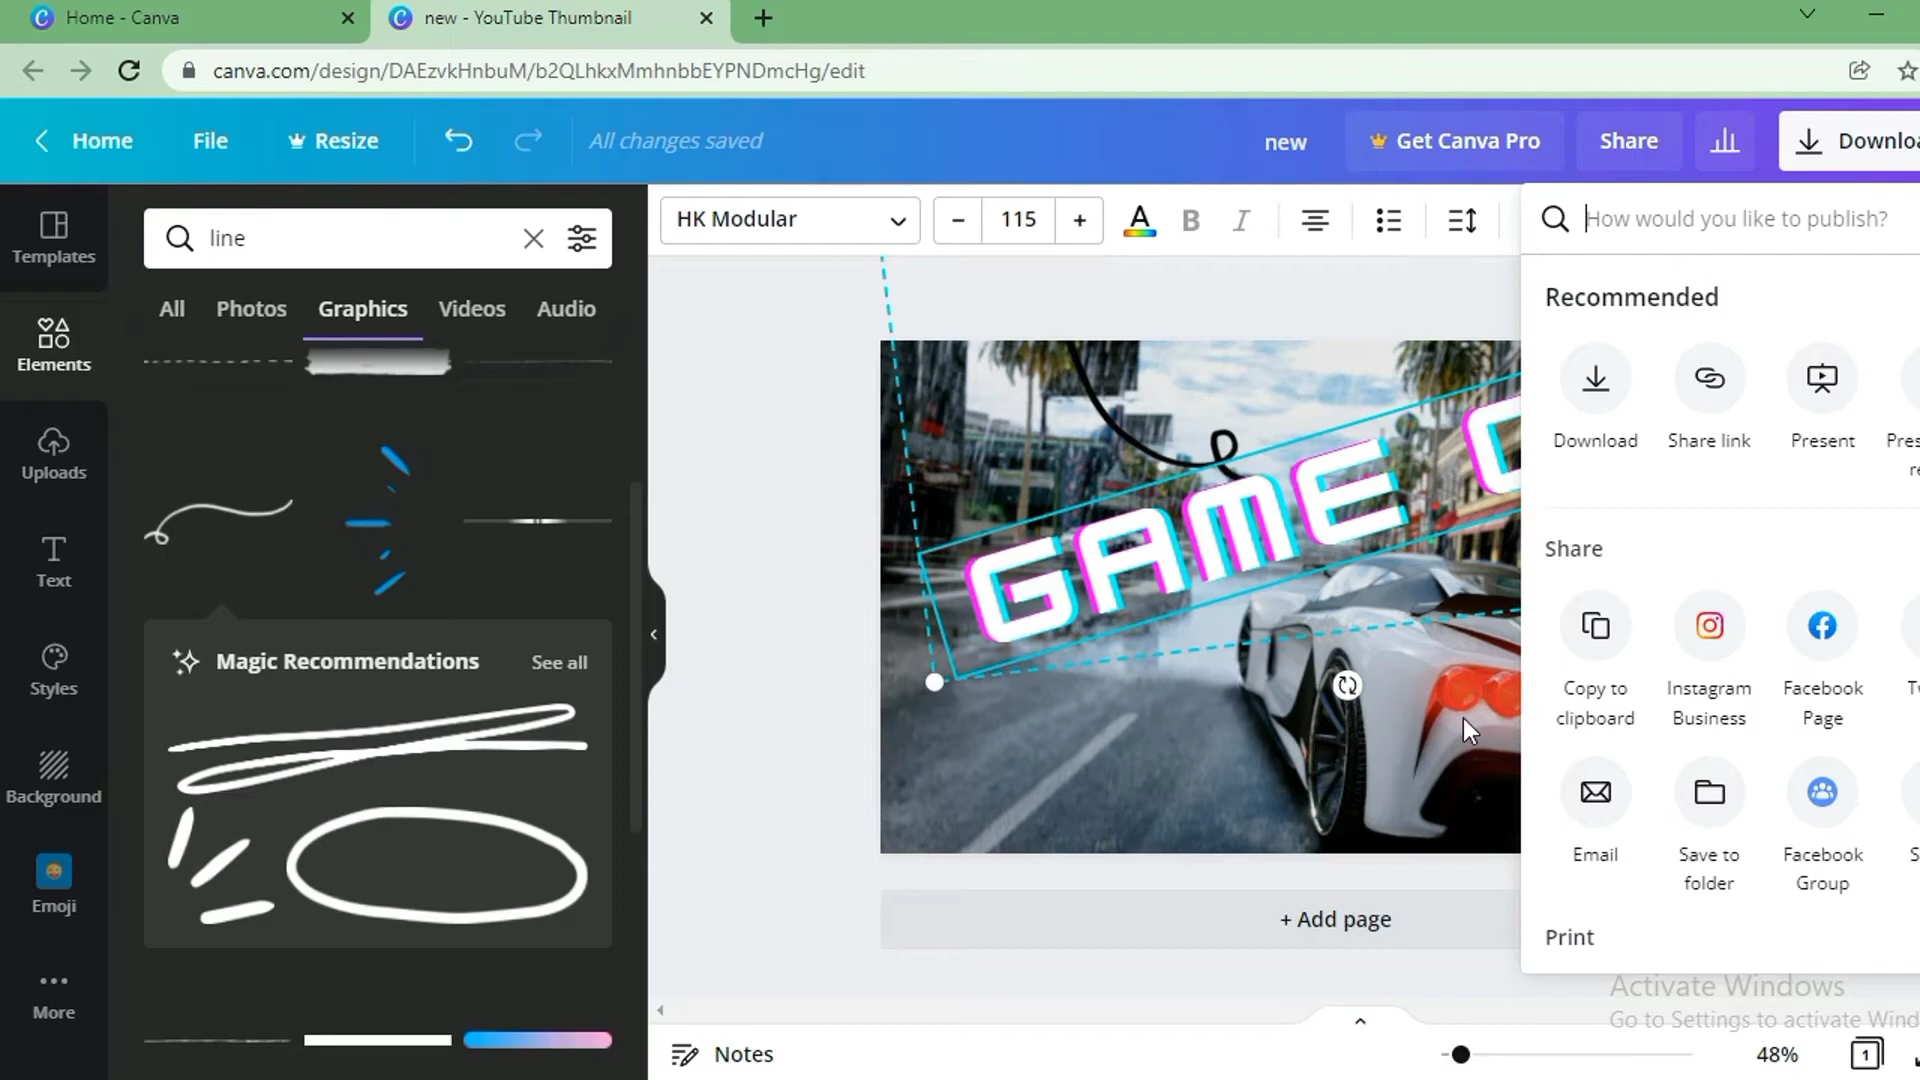 Home - Canva
new - YouTube Thumbnail
canva.com/design/DAEzvkHnbuM/b2QLhkxMmhnbbEYPNDmcHg/edit
Home
File
Resize
All changes saved
new
Get Canva Pro
Share
Downloa
Templates
Elements
Uploads
Text
Styles
Background
Emoji
More
line
All
Photos
Graphics
Videos
Audio
Magic Recommendations
See all
HK Modular
115
A
B
I
GAME
+ Add page
Notes
48%
1
How would you like to publish?
Recommended
Download
Share link
Present
Pres
re
Share
Copy to
clipboard
Instagram
Business
Facebook
Page
Tw
Email
Save to
folder
Facebook
Group
S
Print
Activate Windows
Go to Settings to activate Wind